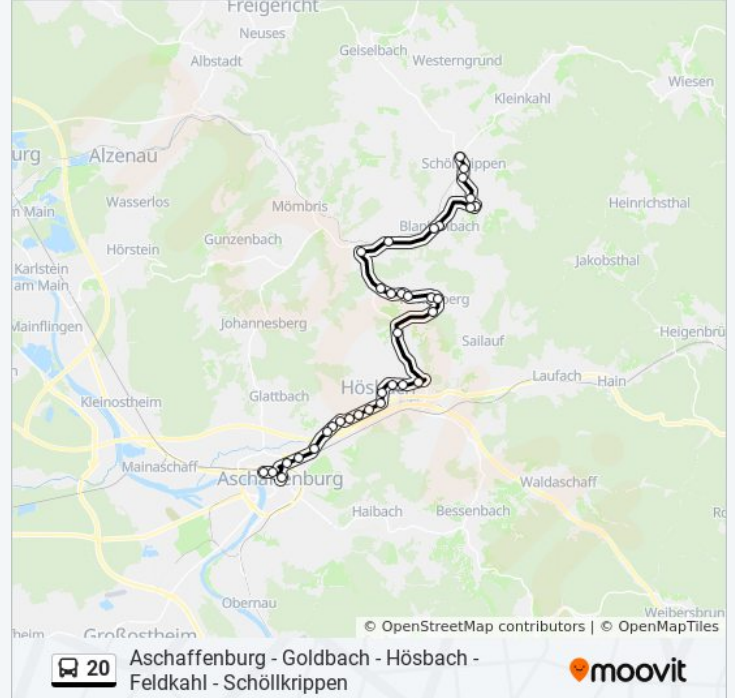 Freigericht
Neuses
Geiselbach
Westerngrund
Albstadt
Wiesen
Kleinkahl
urg
Alzenau
Wasserlos
Mömbris
Heinrichsthal
n Main
Gunzenbach
Hörstein
Jakobsthal
Karlstein
am Main
Mainflingen
Johannesberg
Heigenbrü
Sailauf
Laufach
Hain
Glattbach
Kleinostheim
Mainaschaff
Waldaschaff
Haibach
Bessenbach
Obernau
Weibersbrun
heim
Großostheim
© OpenStreetMap contributors | © OpenMapTiles
20
Aschaffenburg - Goldbach - Hösbach -
Feldkahl - Schöllkrippen
moovit